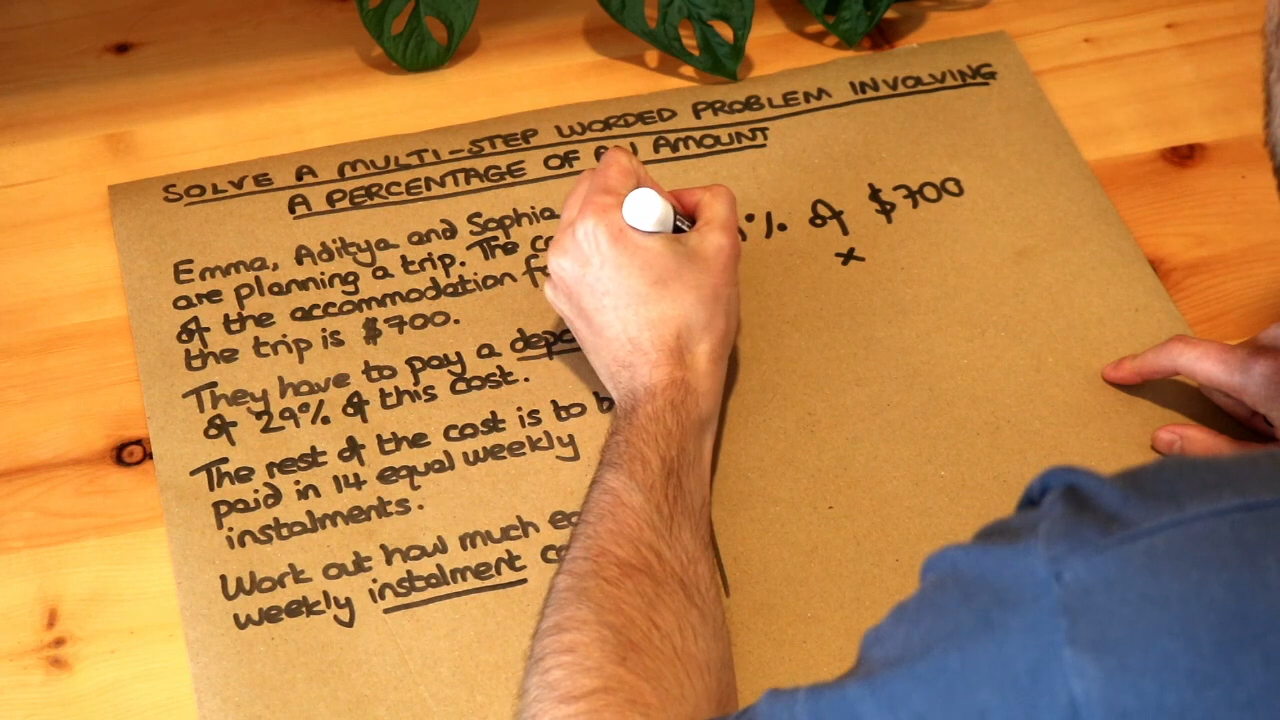 SOLVE A MULTI-STEP WORDED PROBLEM INVOLVING
A PERCENTAGE OF AN AMOUNT
Emma, Aditya and Sophia
are planning a trip. The
of the accommodation
the trip is $700.
They have to pay a
of 29% of this cost.
The rest of the cost is to
paid in 14 equal weekly
instalments.
Work out how much
weekly instalment
% of $700
×